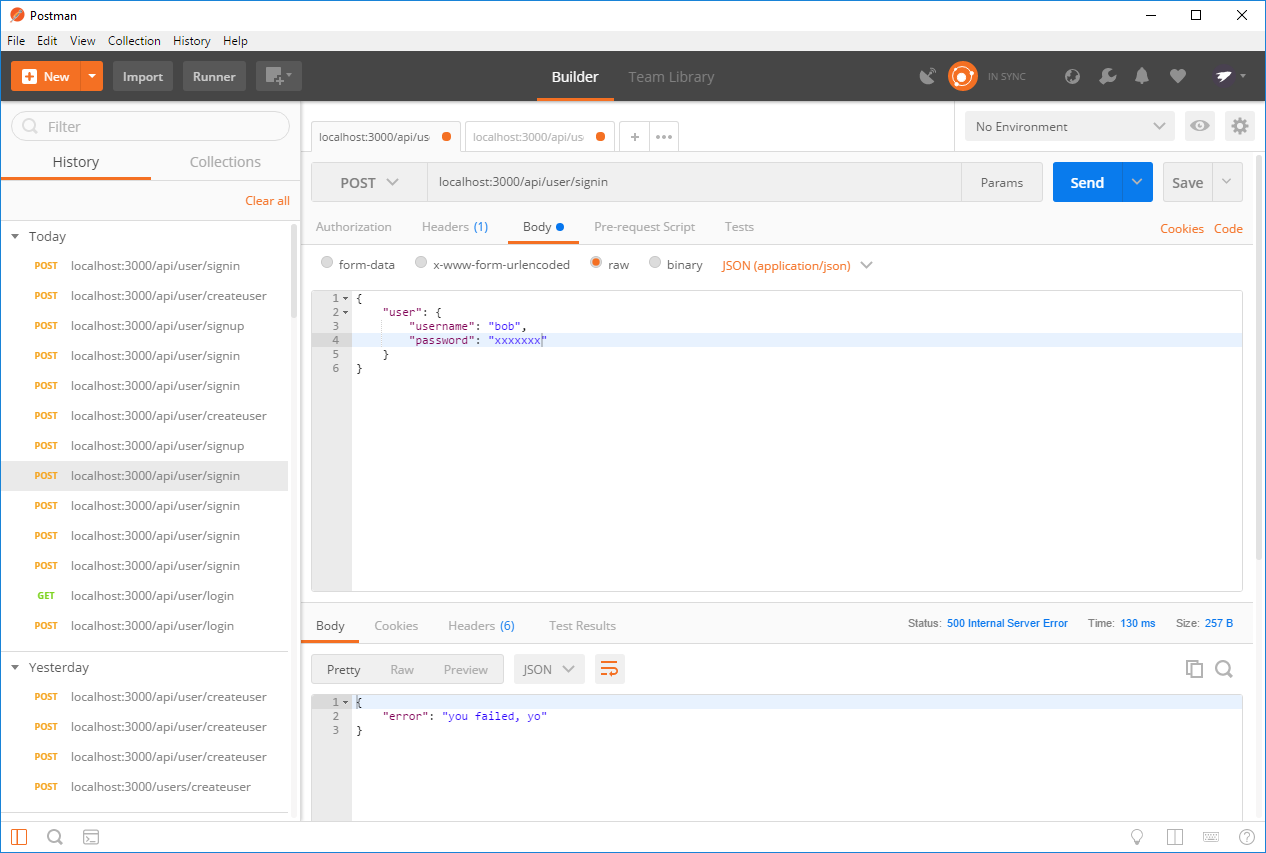 Postman
File Edit View Collection History Help
New Import Runner Builder Team Library IN SYNC
Filter
History Collections
Clear all
Today
POST localhost:3000/api/user/signin
POST localhost:3000/api/user/createuser
POST localhost:3000/api/user/signup
POST localhost:3000/api/user/signin
POST localhost:3000/api/user/signin
POST localhost:3000/api/user/createuser
POST localhost:3000/api/user/signup
POST localhost:3000/api/user/signin
POST localhost:3000/api/user/signin
POST localhost:3000/api/user/signin
POST localhost:3000/api/user/signin
GET localhost:3000/api/user/login
POST localhost:3000/api/user/login
Yesterday
POST localhost:3000/api/user/createuser
POST localhost:3000/api/user/createuser
POST localhost:3000/api/user/createuser
POST localhost:3000/users/createuser
localhost:3000/api/us localhost:3000/api/us + ••• No Environment
POST localhost:3000/api/user/signin Params Send Save
Authorization Headers (1) Body Pre-request Script Tests Cookies Code
form-data x-www-form-urlencoded raw binary JSON (application/json)
1 {
2 "user": {
3 "username": "bob",
4 "password": "xxxxxxx"
5 }
6 }
Body Cookies Headers (6) Test Results Status: 500 Internal Server Error Time: 130 ms Size: 257 B
Pretty Raw Preview JSON
1 {
2 "error": "you failed, yo"
3 }